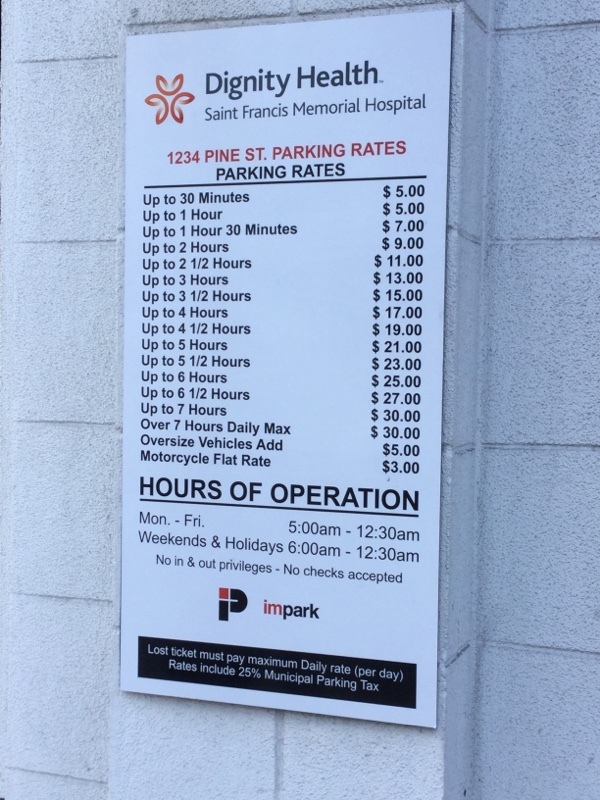 Dignity Health™
Saint Francis Memorial Hospital
1234 PINE ST. PARKING RATES
PARKING RATES
Up to 30 Minutes $ 5.00
Up to 1 Hour $ 5.00
Up to 1 Hour 30 Minutes $ 7.00
Up to 2 Hours $ 9.00
Up to 2 1/2 Hours $ 11.00
Up to 3 Hours $ 13.00
Up to 3 1/2 Hours $ 15.00
Up to 4 Hours $ 17.00
Up to 4 1/2 Hours $ 19.00
Up to 5 Hours $ 21.00
Up to 5 1/2 Hours $ 23.00
Up to 6 Hours $ 25.00
Up to 6 1/2 Hours $ 27.00
Up to 7 Hours $ 30.00
Over 7 Hours Daily Max $ 30.00
Oversize Vehicles Add $5.00
Motorcycle Flat Rate $3.00
HOURS OF OPERATION
Mon. - Fri. 5:00am - 12:30am
Weekends & Holidays 6:00am - 12:30am
No in & out privileges - No checks accepted
iP impark
Lost ticket must pay maximum Daily rate (per day)
Rates include 25% Municipal Parking Tax